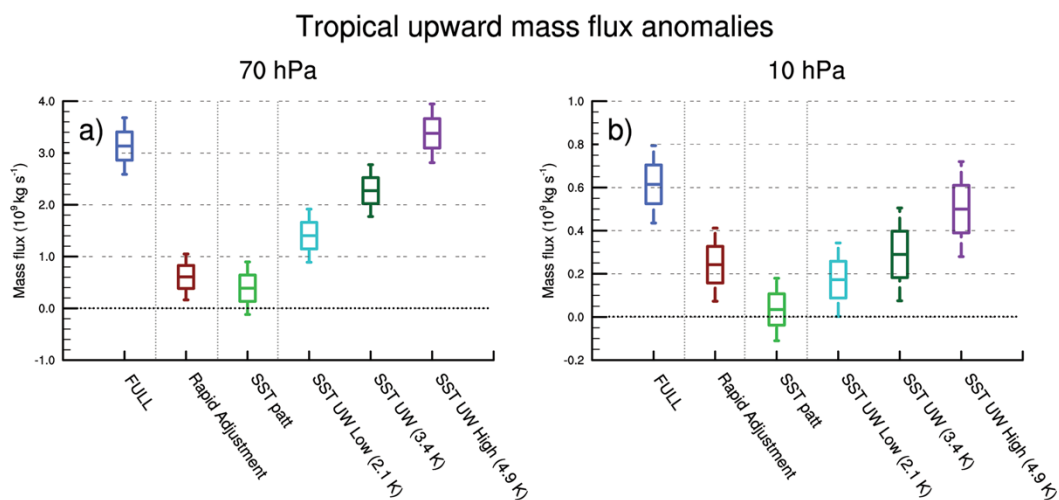 Tropical upward mass flux anomalies
70 hPa
a)
Mass flux (10⁹ kg s⁻¹)
4.0
3.0
2.0
1.0
0.0
-1.0
FULL
Rapid Adjustment
SST patt
SST UW Low (2.1 K)
SST UW (3.4 K)
SST UW High (4.9 K)
10 hPa
b)
Mass flux (10⁹ kg s⁻¹)
1.0
0.8
0.6
0.4
0.2
0.0
-0.2
FULL
Rapid Adjustment
SST patt
SST UW Low (2.1 K)
SST UW (3.4 K)
SST UW High (4.9 K)